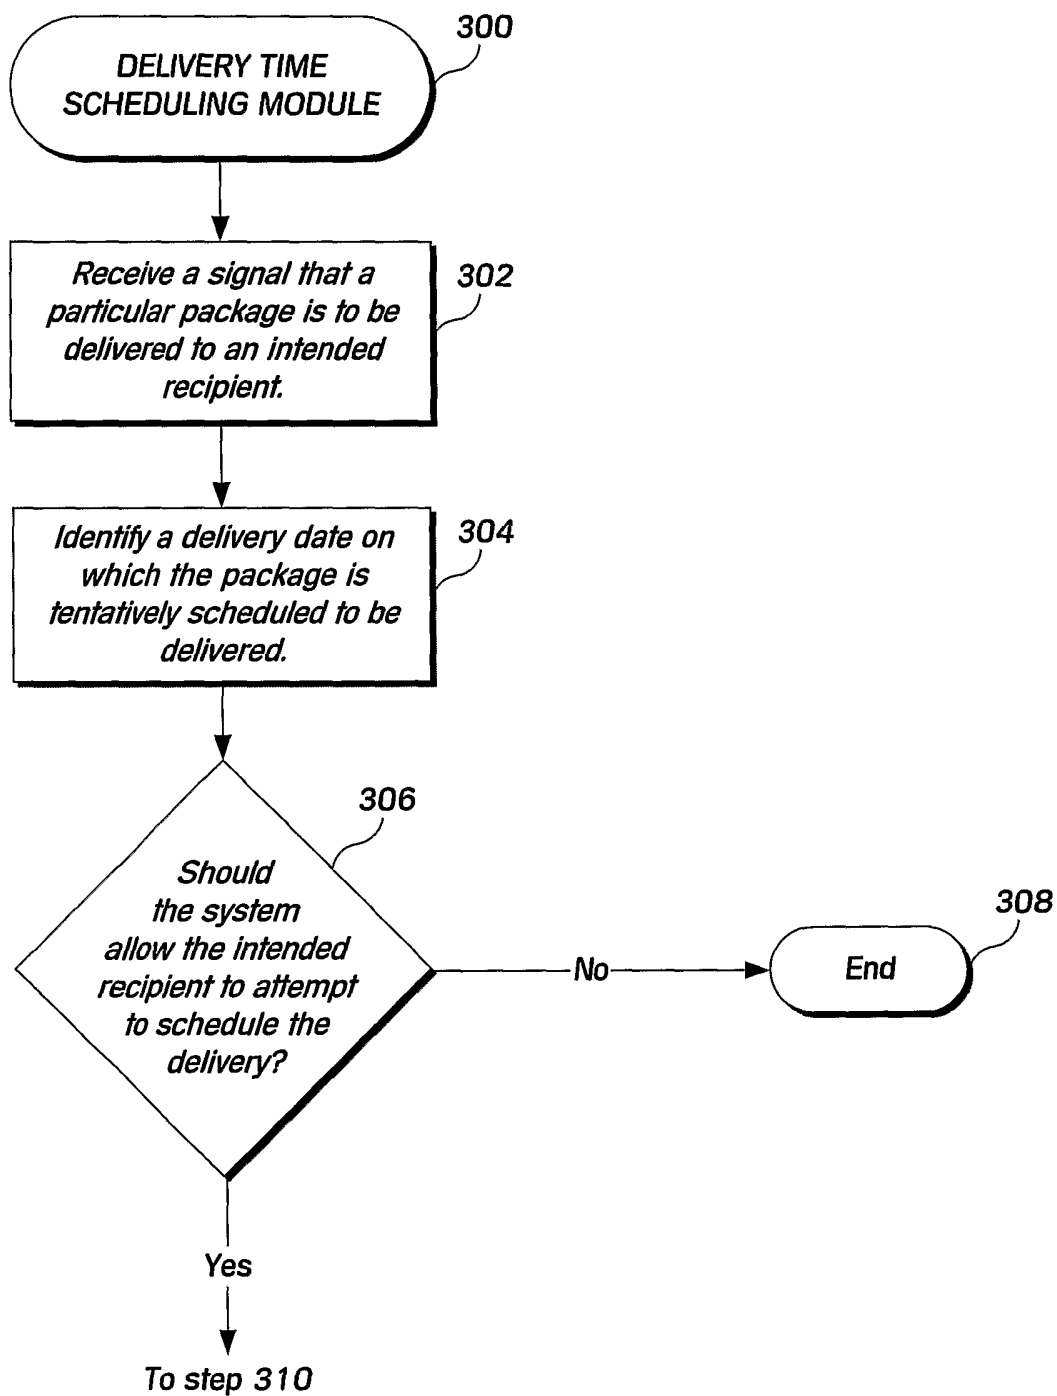 300
DELIVERY TIME
SCHEDULING MODULE
302
Receive a signal that a
particular package is to be
delivered to an intended
recipient.
304
Identify a delivery date on
which the package is
tentatively scheduled to be
delivered.
306
Should
the system
allow the intended
recipient to attempt
to schedule the
delivery?
308
No
End
Yes
To step 310